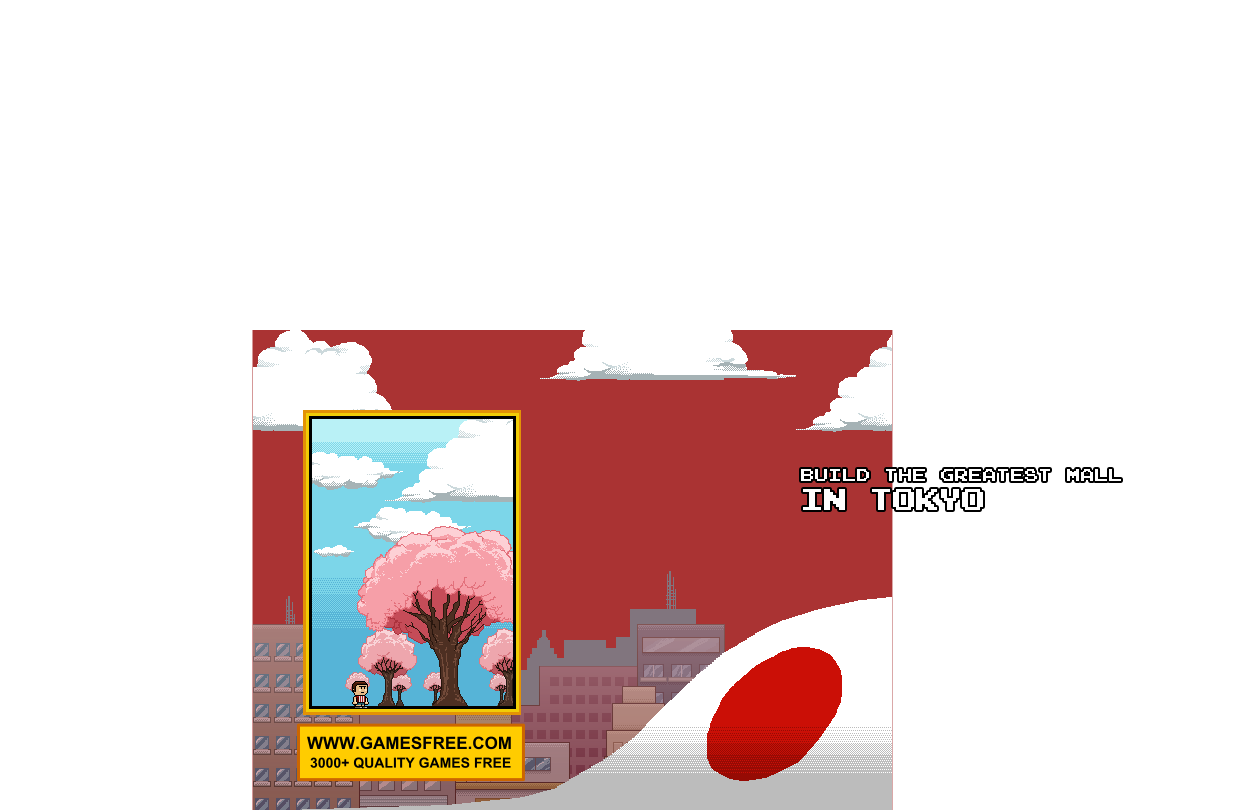 BUILD THE GREATEST MALL
IN TOKYO
WWW.GAMESFREE.COM
3000+ QUALITY GAMES FREE